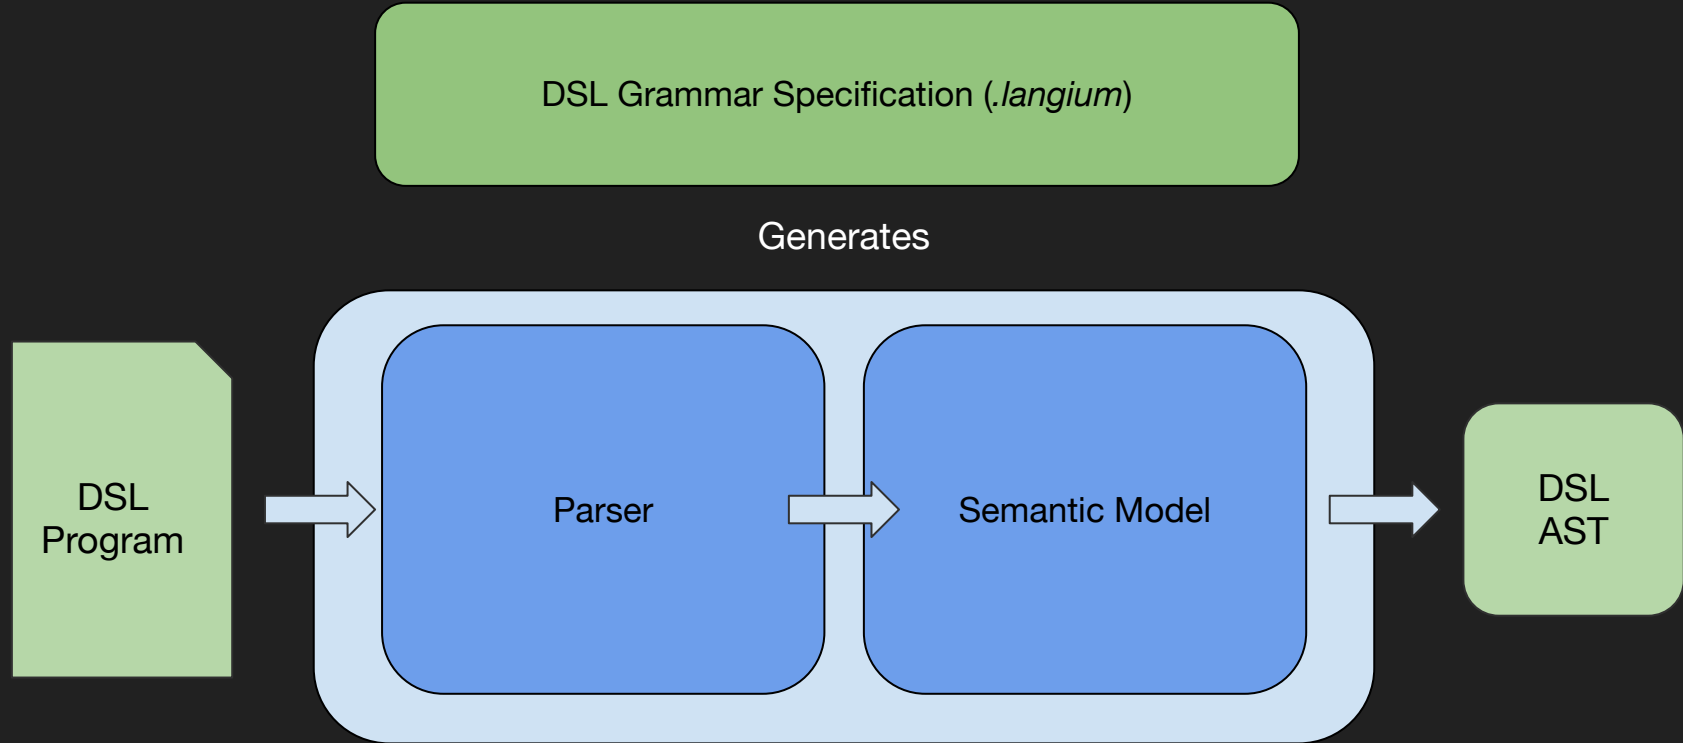 DSL Grammar Specification (.langium)
Generates
DSL
Program
Parser
Semantic Model
DSL
AST